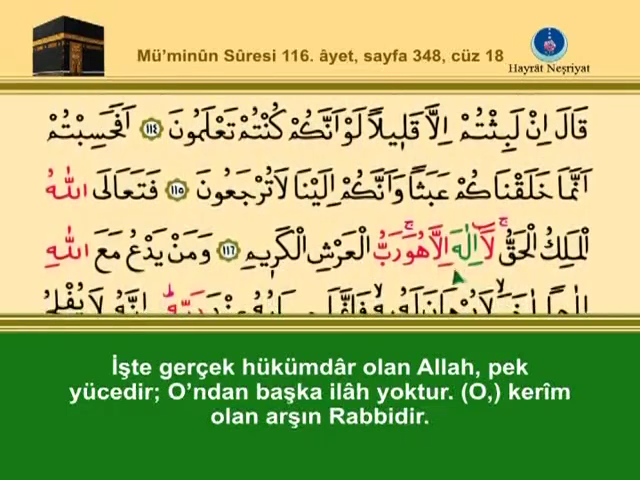 Mü’minûn Sûresi 116. âyet, sayfa 348, cüz 18
Hayrât Neşriyat
قَالَ اِنْ لَبِثْتُمْ اِلَّا قَلٖيلًا لَوْ اَنَّكُمْ كُنْتُمْ تَعْلَمُونَ ﴿١١٤﴾ اَفَحَسِبْتُمْ
اَنَّمَا خَلَقْنَاكُمْ عَبَثًا وَاَنَّكُمْ اِلَيْنَا لَا تُرْجَعُونَ ﴿١١٥﴾ فَتَعَالَى اللّٰهُ
الْمَلِكُ الْحَقُّ لَا اِلٰهَ اِلَّا هُوَ رَبُّ الْعَرْشِ الْكَرٖيمِ ﴿١١٦﴾ وَمَنْ يَدْعُ مَعَ اللّٰهِ
İşte gerçek hükümdâr olan Allah, pek
yücedir; O’ndan başka ilâh yoktur. (O,) kerîm
olan arşın Rabbidir.